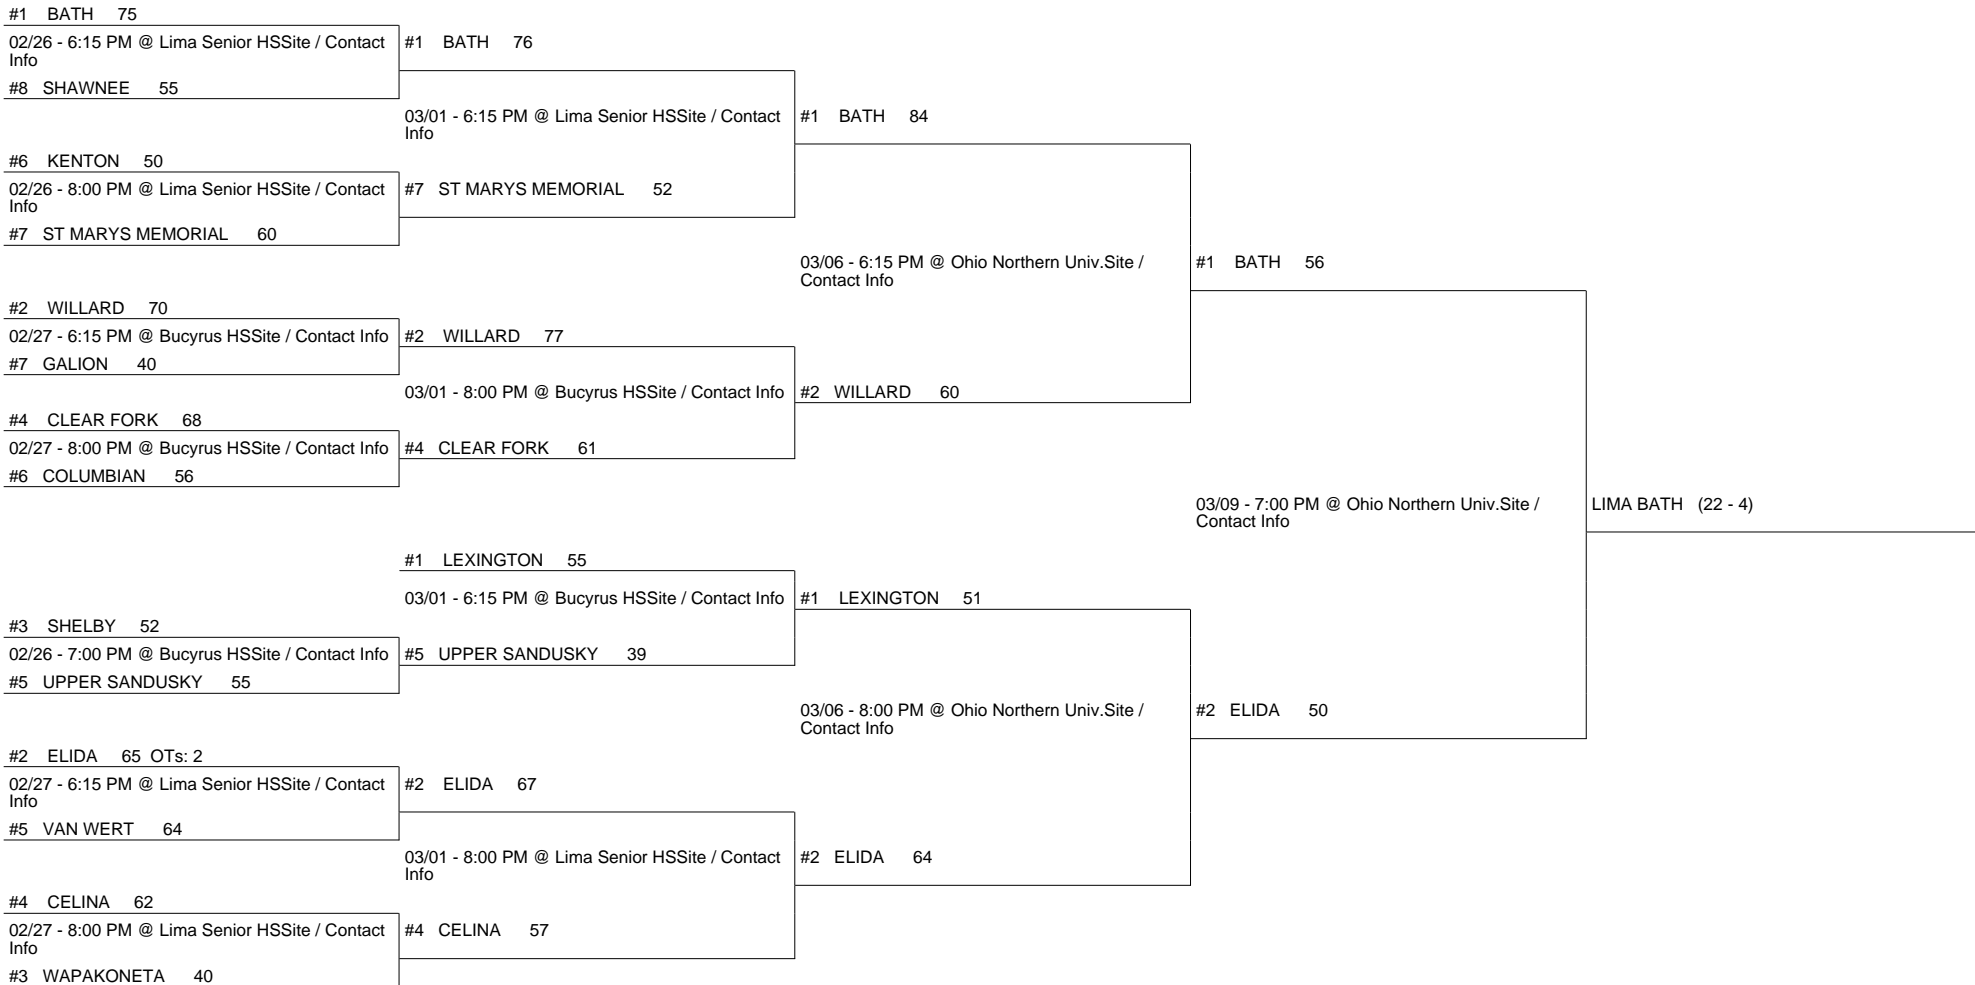 #1 BATH 75
02/26 - 6:15 PM @ Lima Senior HSSite / Contact
Info
#8 SHAWNEE 55
#1 BATH 76
03/01 - 6:15 PM @ Lima Senior HSSite / Contact
Info
#6 KENTON 50
02/26 - 8:00 PM @ Lima Senior HSSite / Contact
Info
#7 ST MARYS MEMORIAL 60
#7 ST MARYS MEMORIAL 52
#1 BATH 84
03/06 - 6:15 PM @ Ohio Northern Univ.Site /
Contact Info
#2 WILLARD 70
02/27 - 6:15 PM @ Bucyrus HSSite / Contact Info
#7 GALION 40
#2 WILLARD 77
03/01 - 8:00 PM @ Bucyrus HSSite / Contact Info
#4 CLEAR FORK 68
02/27 - 8:00 PM @ Bucyrus HSSite / Contact Info
#6 COLUMBIAN 56
#4 CLEAR FORK 61
#2 WILLARD 60
#1 BATH 56
03/09 - 7:00 PM @ Ohio Northern Univ.Site /
Contact Info
LIMA BATH (22 - 4)
#1 LEXINGTON 55
03/01 - 6:15 PM @ Bucyrus HSSite / Contact Info
#3 SHELBY 52
02/26 - 7:00 PM @ Bucyrus HSSite / Contact Info
#5 UPPER SANDUSKY 55
#5 UPPER SANDUSKY 39
#1 LEXINGTON 51
03/06 - 8:00 PM @ Ohio Northern Univ.Site /
Contact Info
#2 ELIDA 50
#2 ELIDA 65 OTs: 2
02/27 - 6:15 PM @ Lima Senior HSSite / Contact
Info
#5 VAN WERT 64
#2 ELIDA 67
03/01 - 8:00 PM @ Lima Senior HSSite / Contact
Info
#2 ELIDA 64
#4 CELINA 62
02/27 - 8:00 PM @ Lima Senior HSSite / Contact
Info
#3 WAPAKONETA 40
#4 CELINA 57